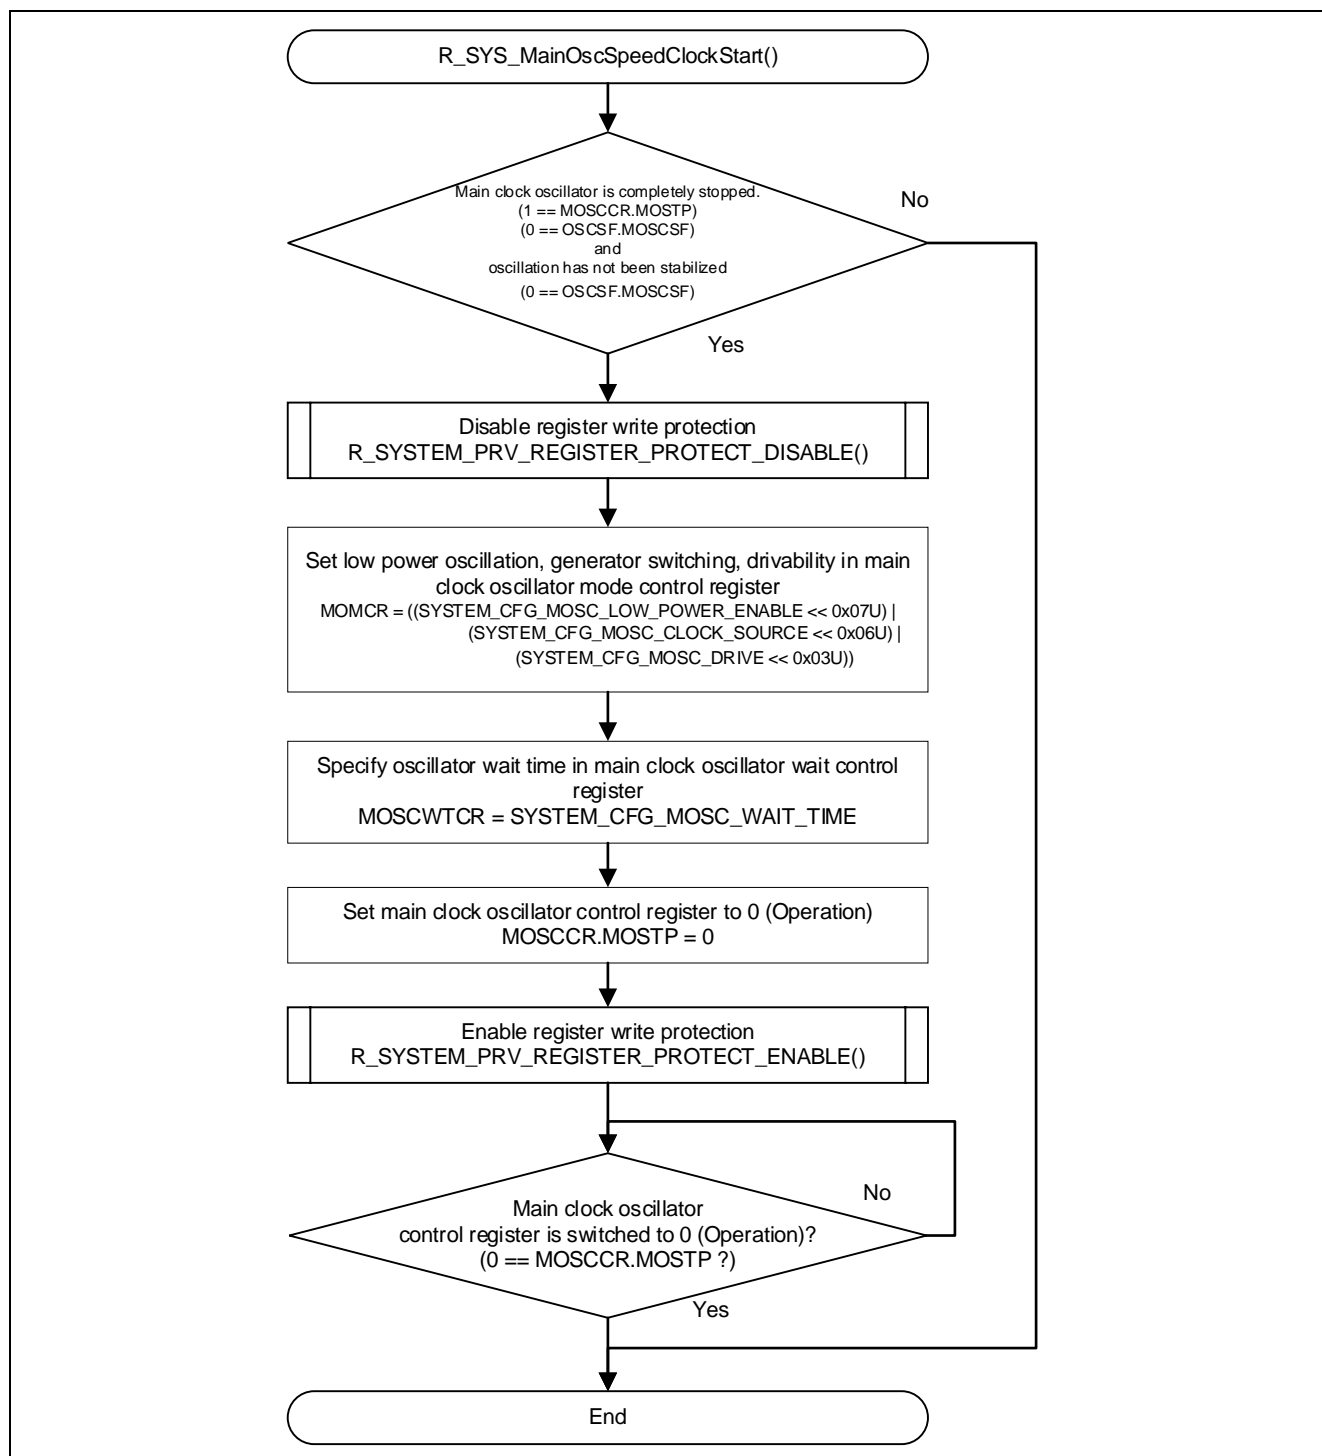 R_SYS_MainOscSpeedClockStart()
Main clock oscillator is completely stopped.
(1 == MOSCCR.MOSTP)
(0 == OSCSF.MOSCSF)
and
oscillation has not been stabilized
(0 == OSCSF.MOSCSF)
No
Yes
Disable register write protection
R_SYSTEM_PRV_REGISTER_PROTECT_DISABLE()
Set low power oscillation, generator switching, drivability in main
clock oscillator mode control register
MOMCR = ((SYSTEM_CFG_MOSC_LOW_POWER_ENABLE << 0x07U) |
(SYSTEM_CFG_MOSC_CLOCK_SOURCE << 0x06U) |
(SYSTEM_CFG_MOSC_DRIVE << 0x03U))
Specify oscillator wait time in main clock oscillator wait control
register
MOSCWTCR = SYSTEM_CFG_MOSC_WAIT_TIME
Set main clock oscillator control register to 0 (Operation)
MOSCCR.MOSTP = 0
Enable register write protection
R_SYSTEM_PRV_REGISTER_PROTECT_ENABLE()
No
Main clock oscillator
control register is switched to 0 (Operation)?
(0 == MOSCCR.MOSTP ?)
Yes
End